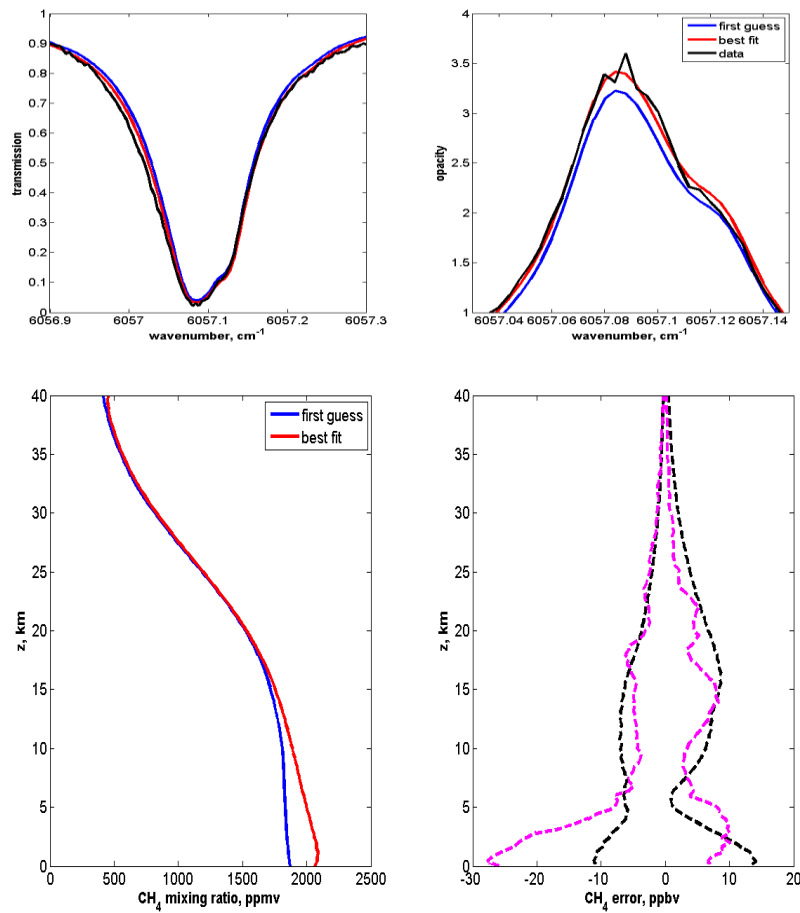 1
0.9
0.8
0.7
0.6
0.5
0.4
0.3
0.2
0.1
0
transmission
6056.9 6057 6057.1 6057.2 6057.3
wavenumber, cm-1
4
3.5
3
2.5
2
1.5
1
opacity
first guess
best fit
data
6057.04 6057.06 6057.08 6057.1 6057.12 6057.14
wavenumber, cm-1
40
35
30
25
20
15
10
5
0
z, km
first guess
best fit
0 500 1000 1500 2000 2500
CH4 mixing ratio, ppmv
40
35
30
25
20
15
10
5
0
z, km
-30 -20 -10 0 10 20
CH4 error, ppbv